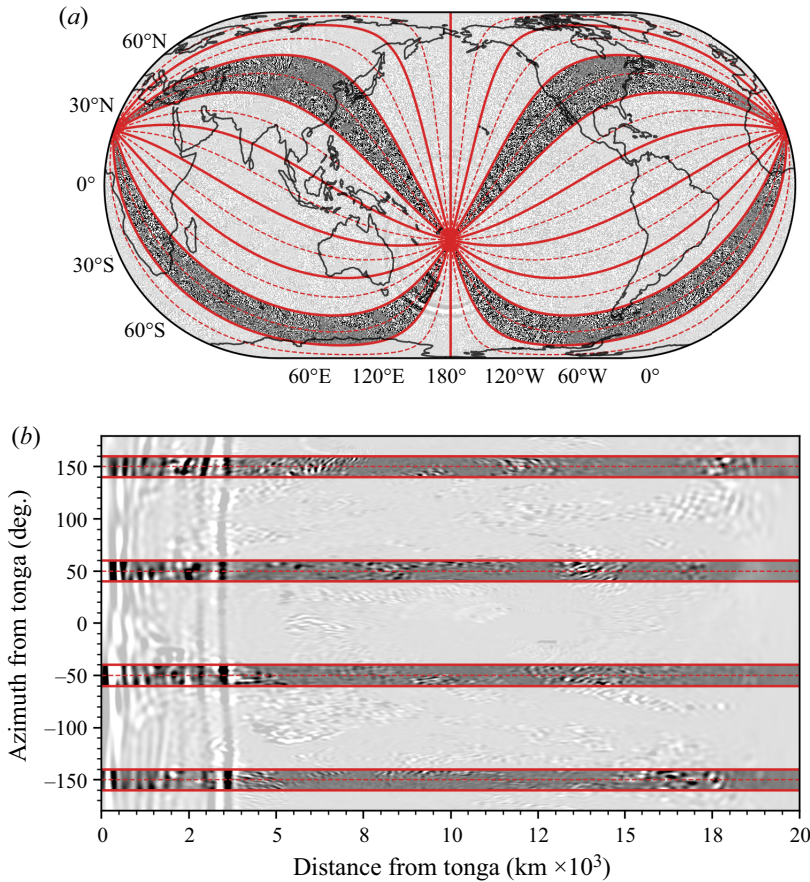 (a)
60°N
30°N
0°
30°S
60°S
60°E 120°E 180° 120°W 60°W 0°
(b)
150
100
50
0
−50
−100
−150
Azimuth from tonga (deg.)
0 2 5 8 10 12 15 18 20
Distance from tonga (km ×10³)